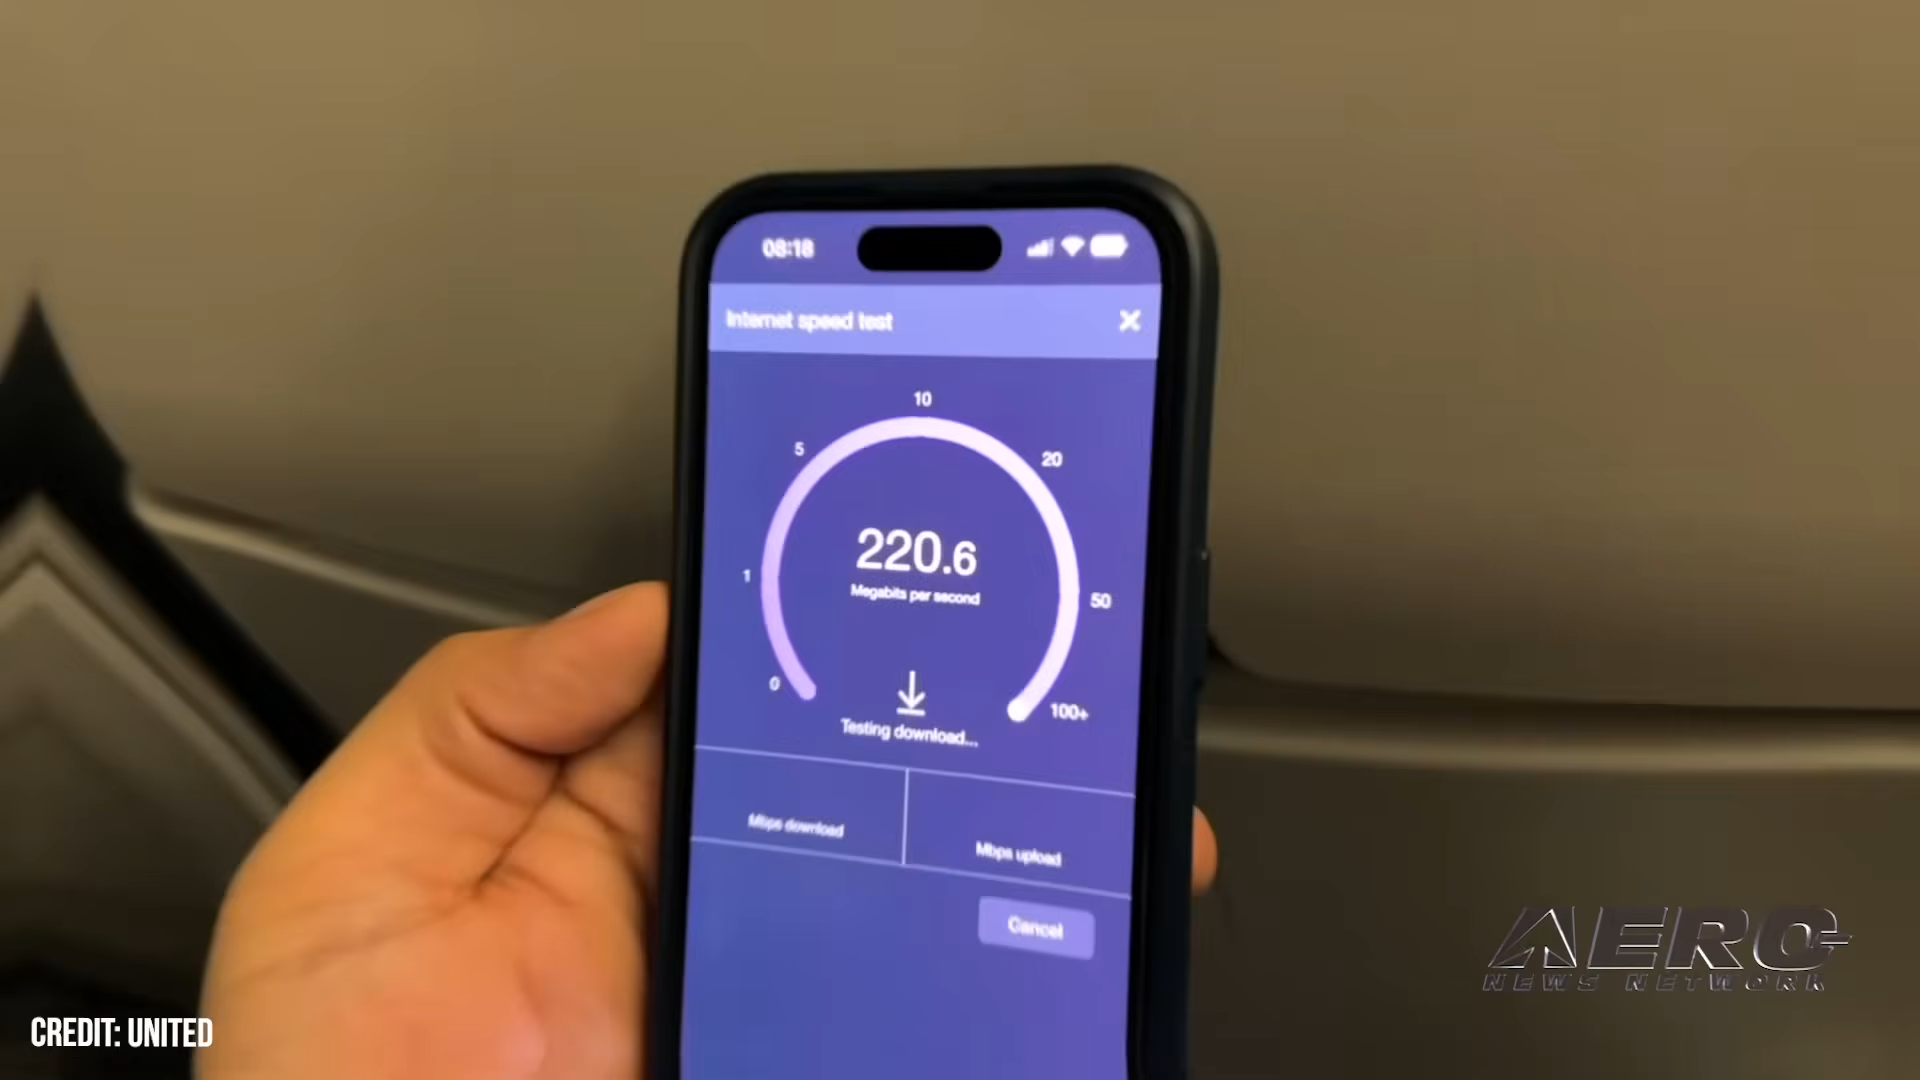 08:18
Internet speed test
10
5
20
220.6
Megabits per second
1
50
0
100+
Testing download...
Mbps download
Mbps upload
Cancel
AERO
NEWS NETWORK
CREDIT: UNITED